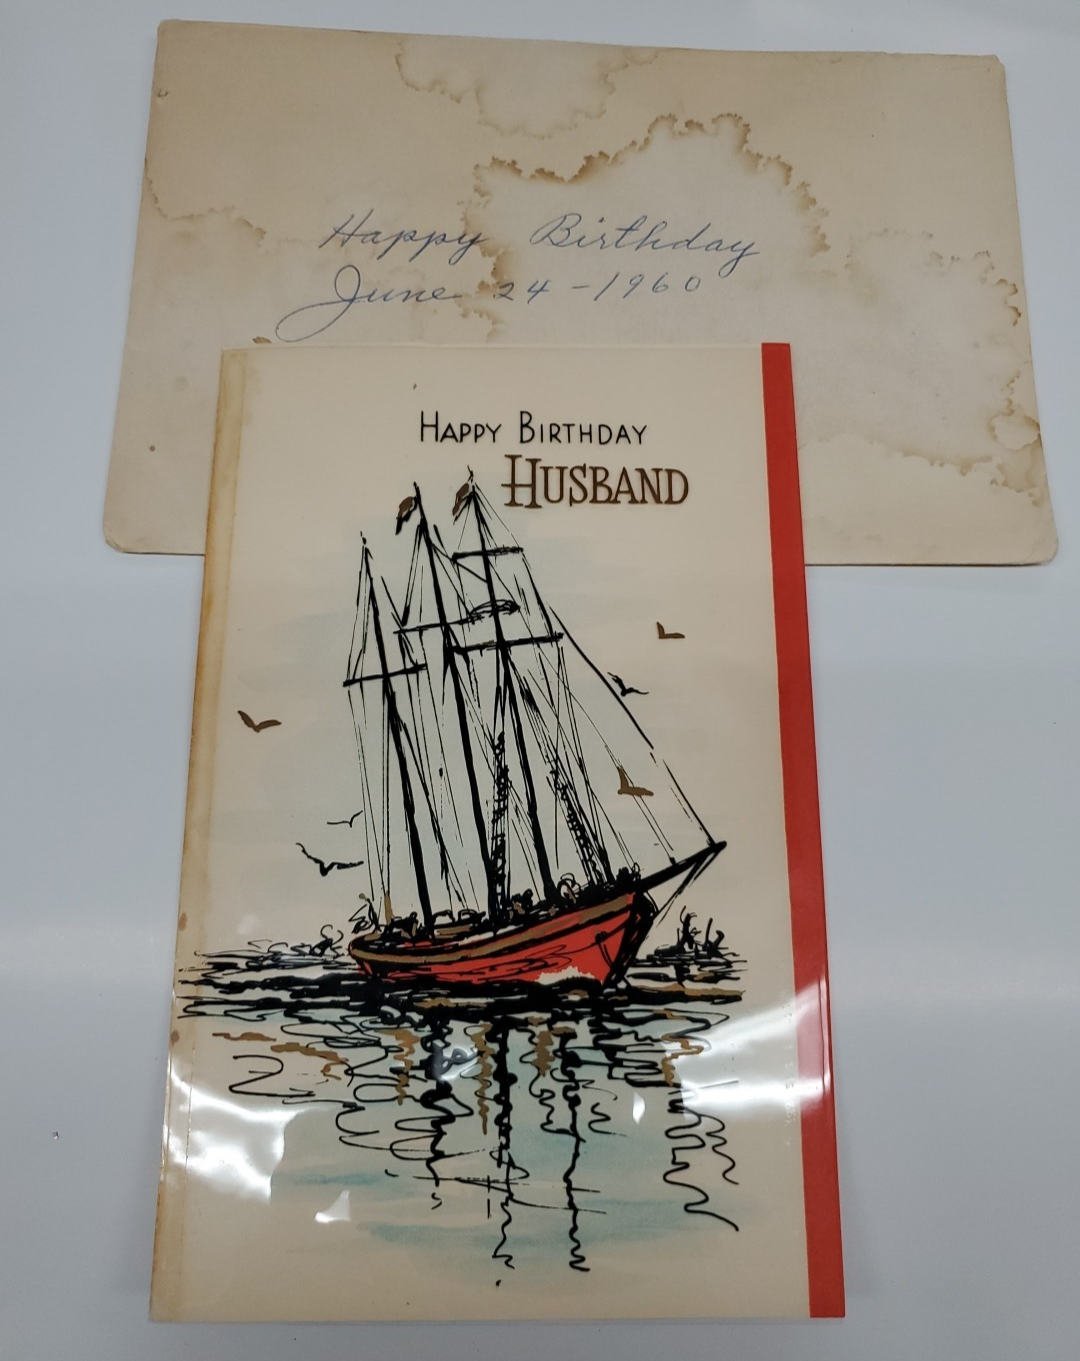 Happy Birthday
June 24 - 1960
HAPPY BIRTHDAY
HUSBAND